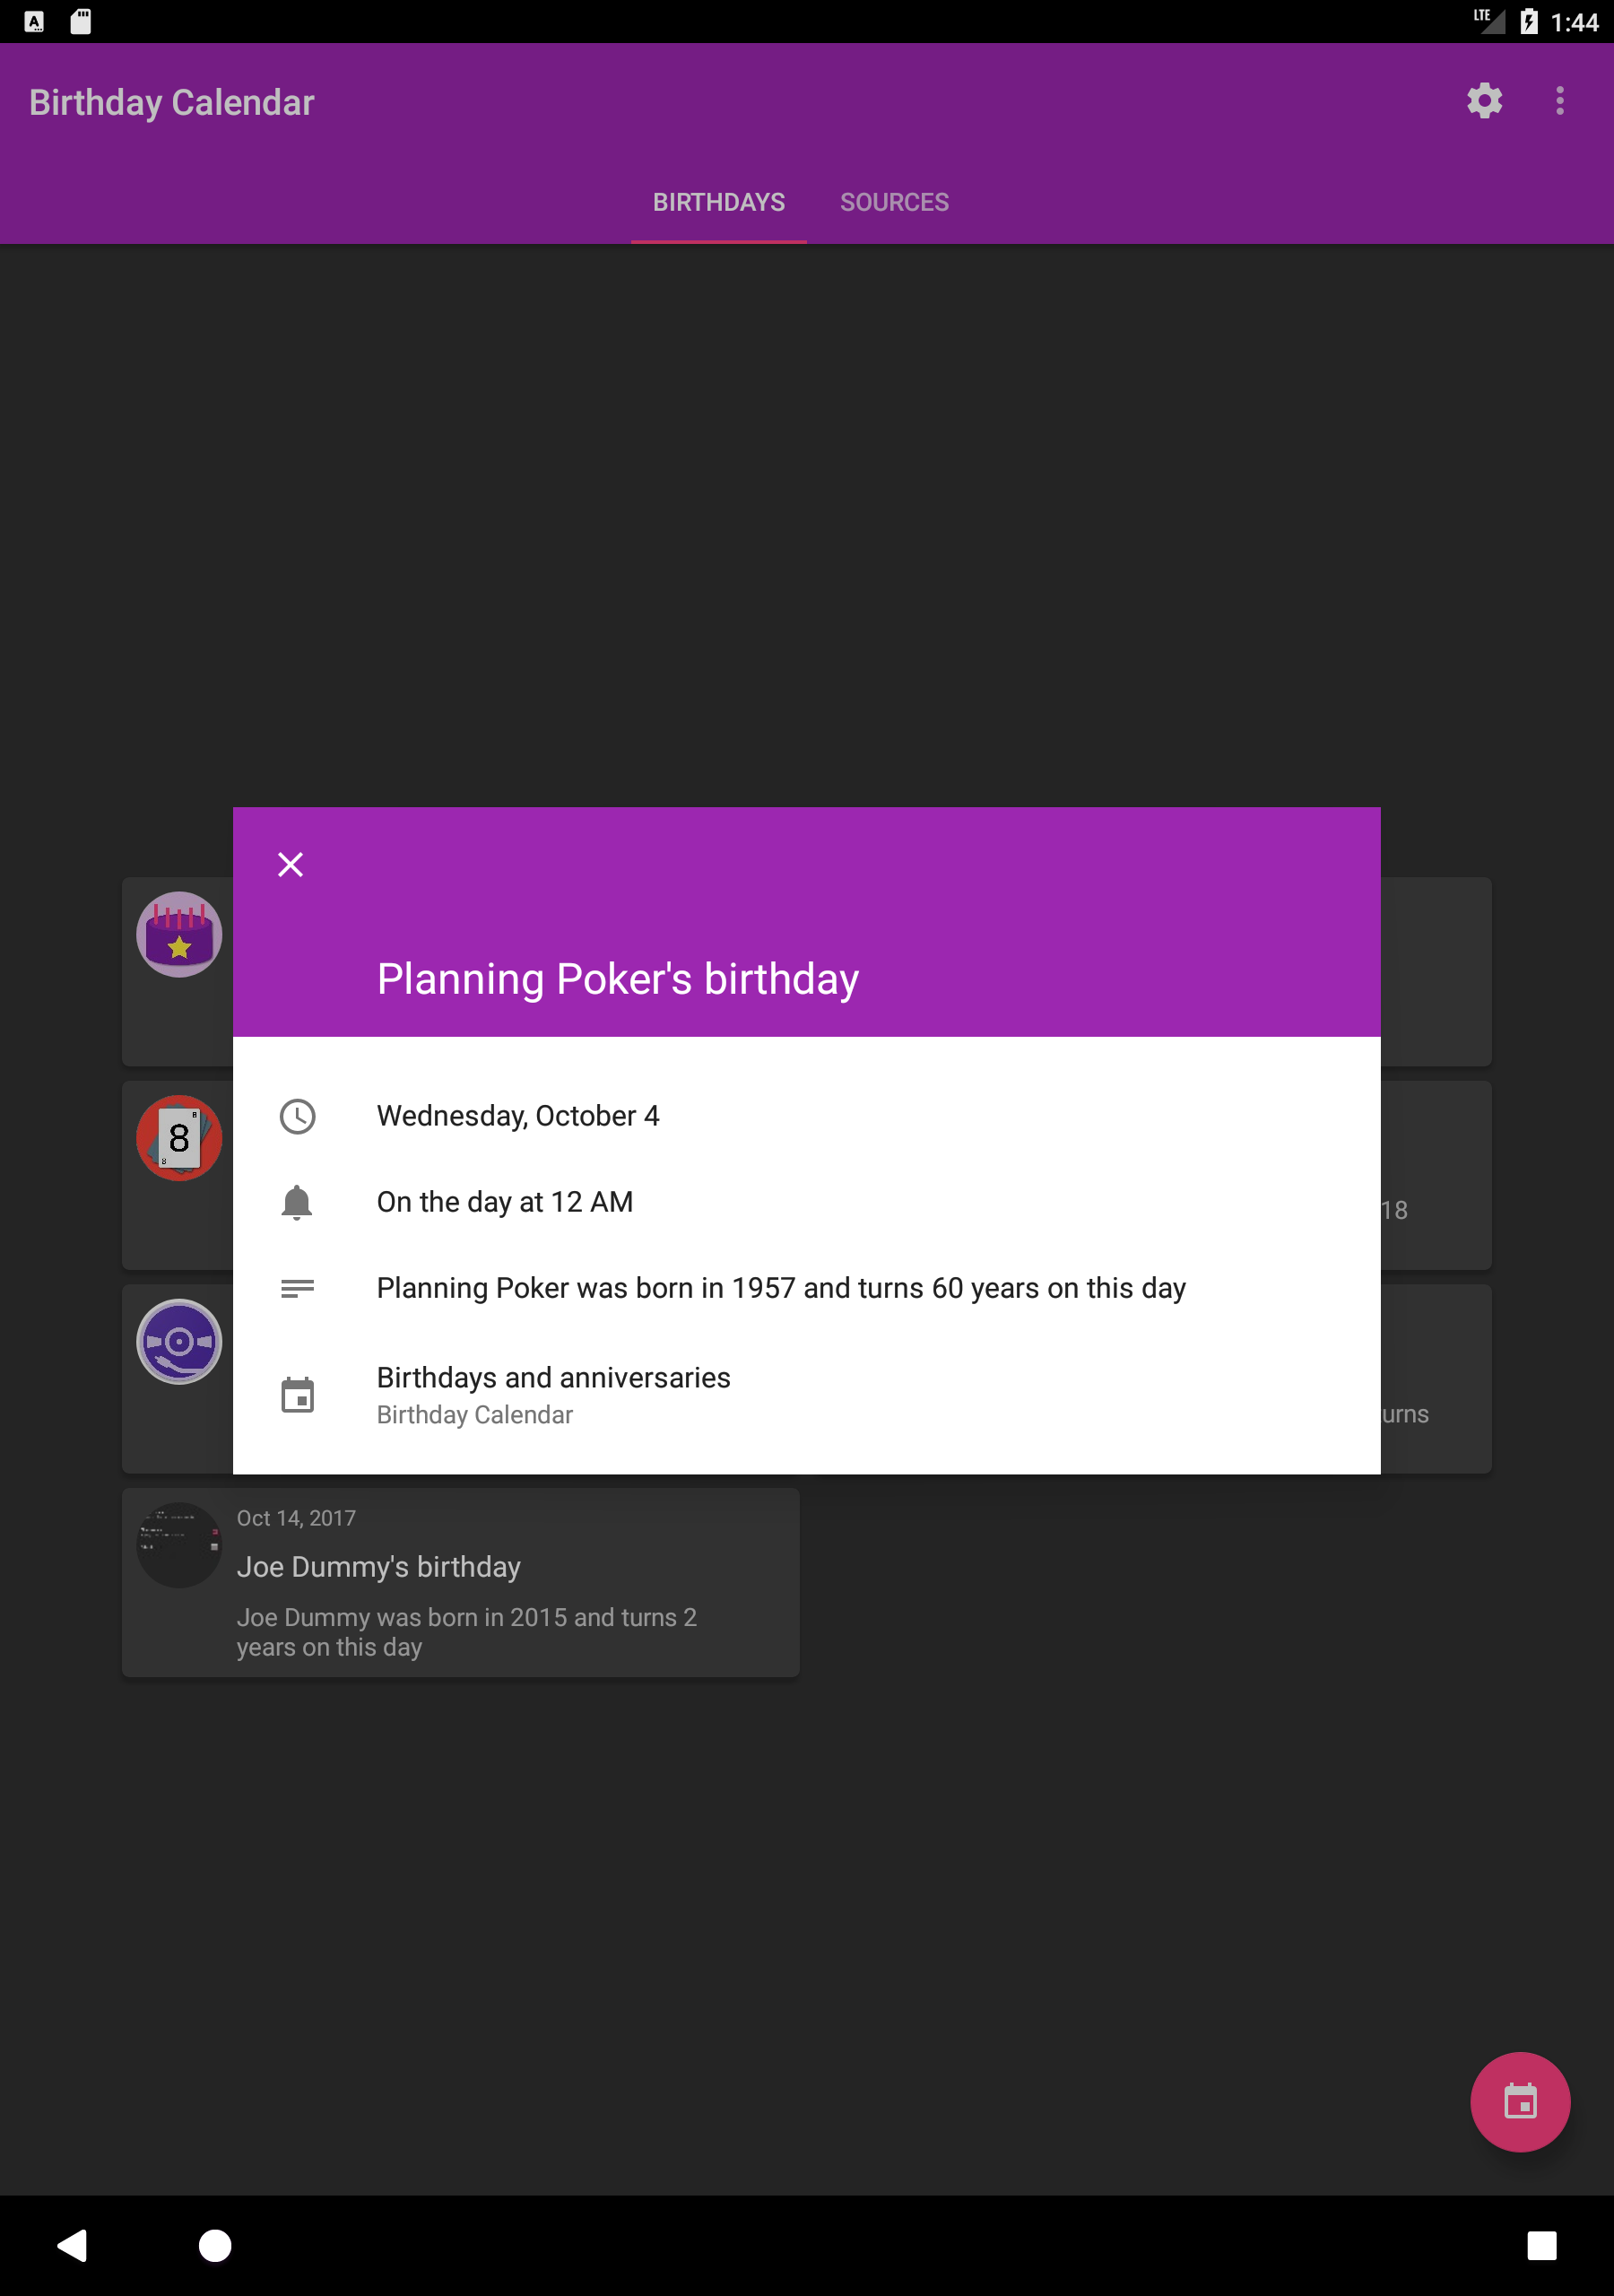 LTE 1:44
Birthday Calendar
BIRTHDAYS SOURCES
Planning Poker's birthday
Wednesday, October 4
On the day at 12 AM
8
18
Planning Poker was born in 1957 and turns 60 years on this day
Birthdays and anniversaries
Birthday Calendar
urns
Oct 14, 2017
Joe Dummy's birthday
Joe Dummy was born in 2015 and turns 2
years on this day